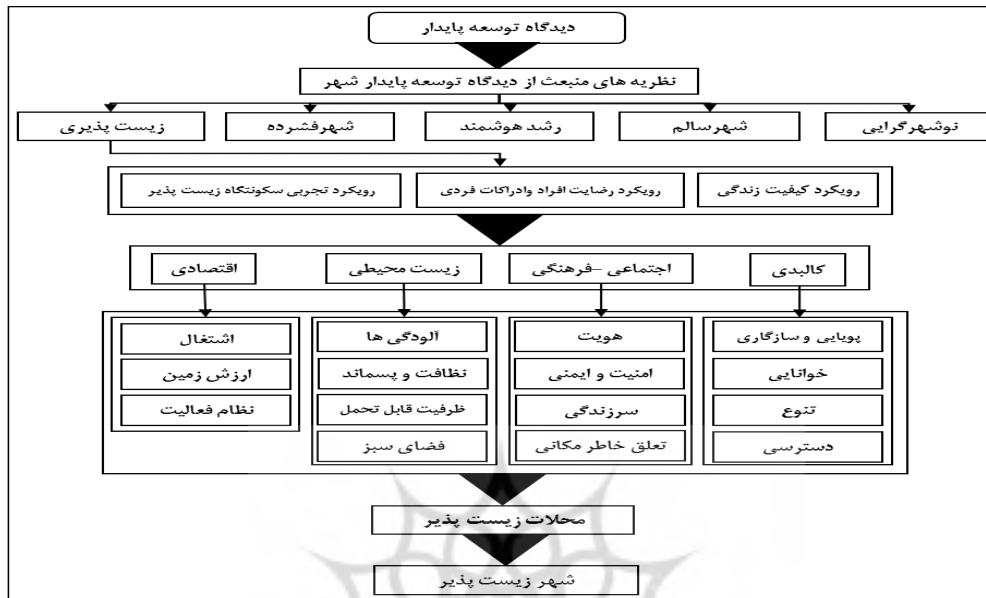 دیدگاه توسعه پایدار
نظریه های منبعث از دیدگاه توسعه پایدار شهر
نوشهرگرایی
شهرسالم
رشد هوشمند
شهرفشرده
زیست پذیری
رویکرد کیفیت زندگی
رویکرد رضایت افراد وادراکات فردی
رویکرد تجربی سکونتگاه زیست پذیر
کالبدی
اجتماعی –فرهنگی
زیست محیطی
اقتصادی
پویایی و سازگاری
خوانایی
تنوع
دسترسی
هویت
امنیت و ایمنی
سرزندگی
تعلق خاطر مکانی
آلودگی ها
نظافت و پسماند
ظرفیت قابل تحمل
فضای سبز
اشتغال
ارزش زمین
نظام فعالیت
محلات زیست پذیر
شهر زیست پذیر